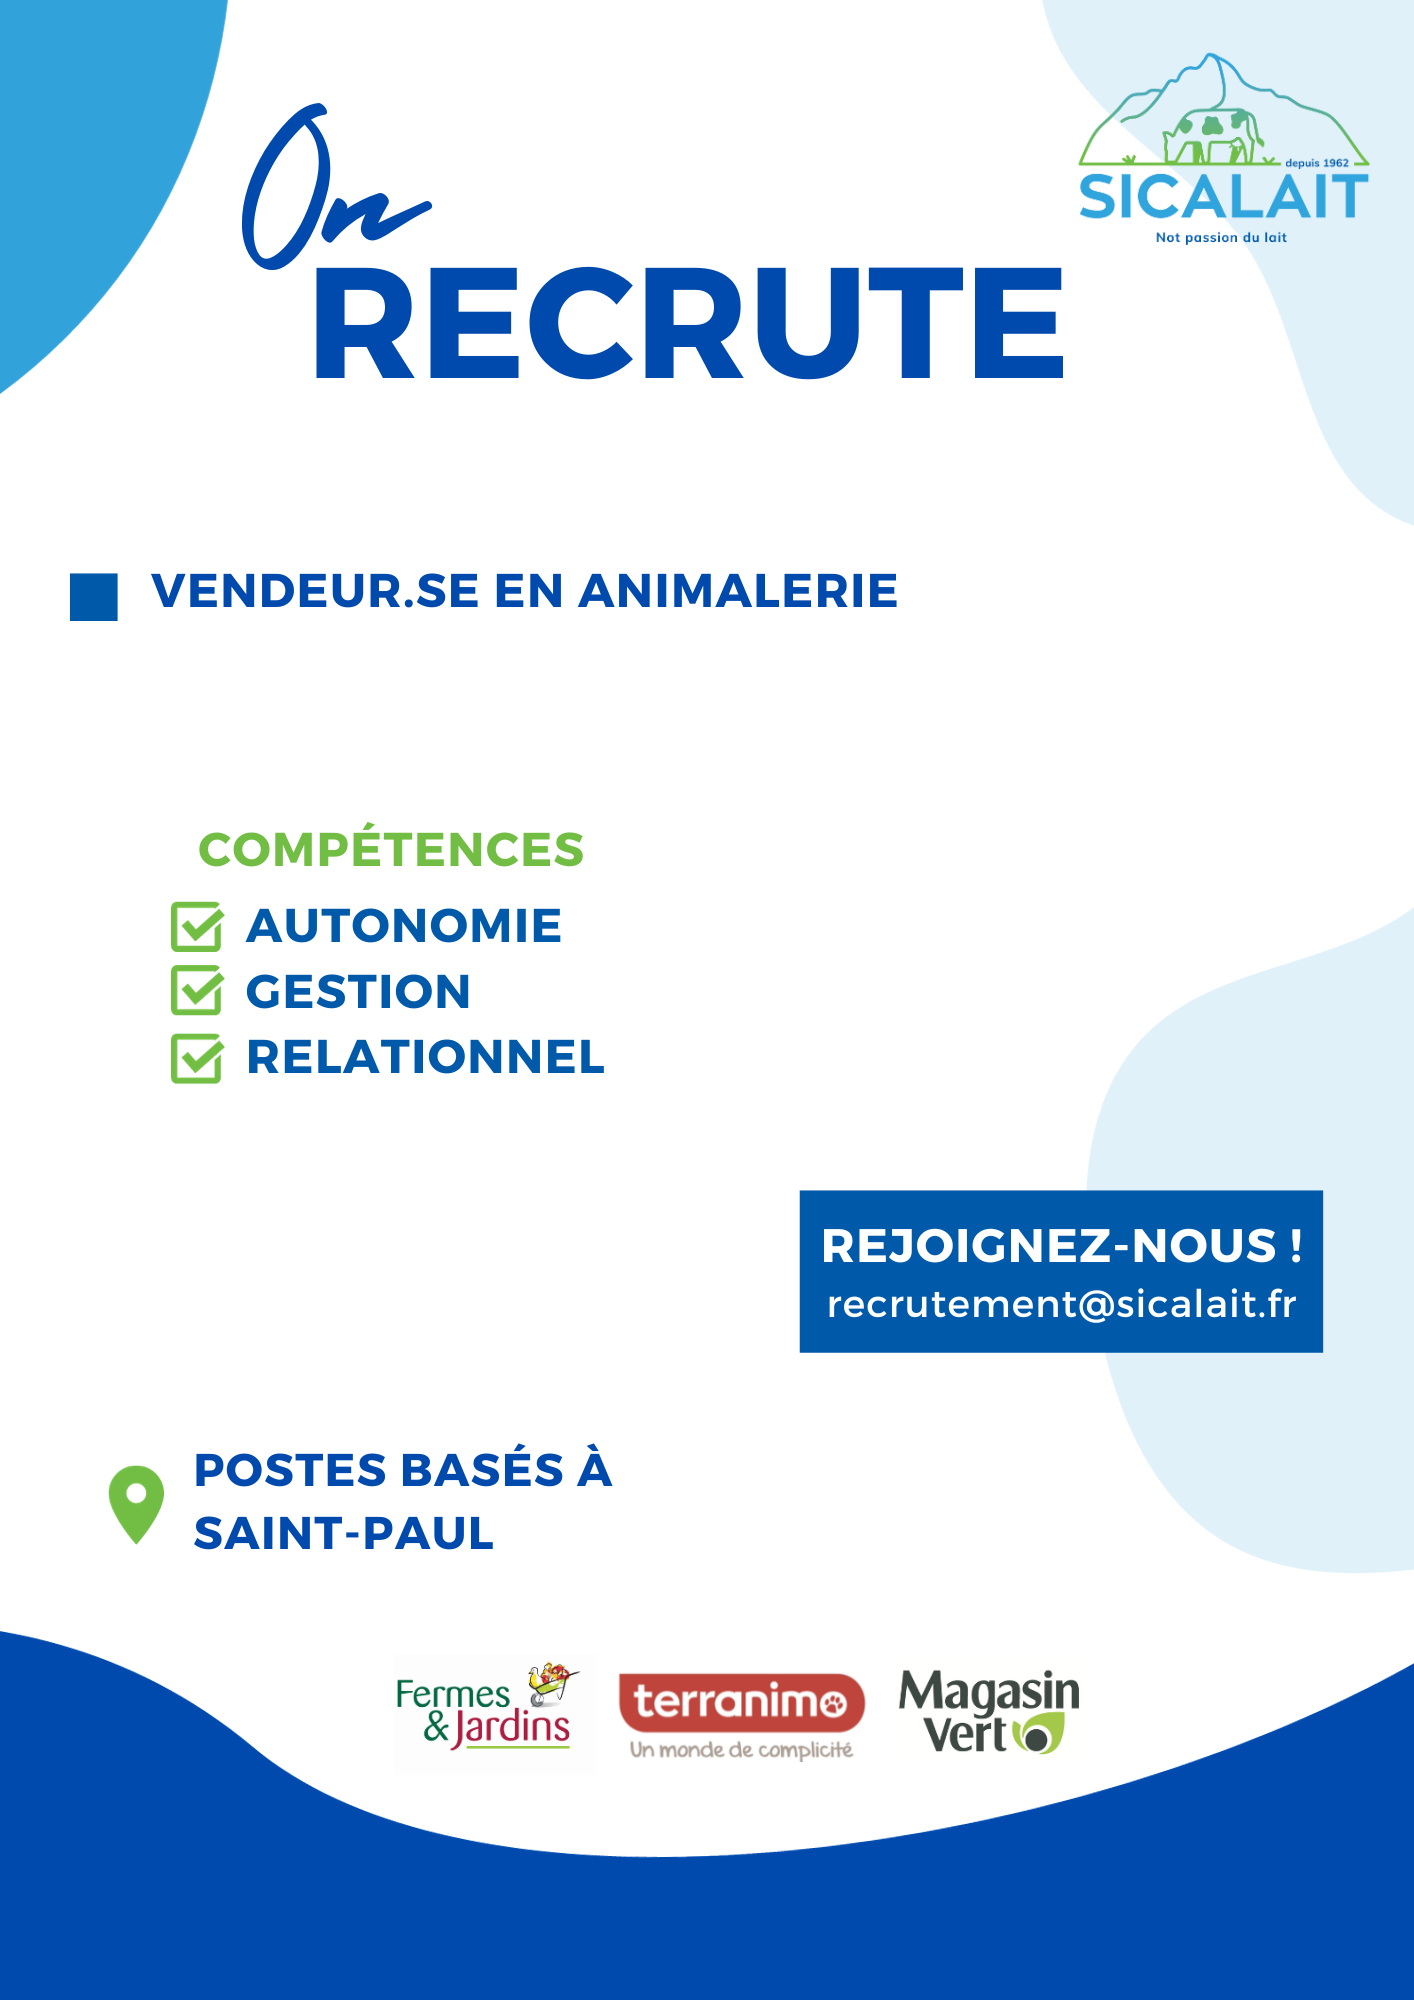 On
RECRUTE
depuis 1962
SICALAIT
Not passion du lait
VENDEUR.SE EN ANIMALERIE
COMPÉTENCES
AUTONOMIE
GESTION
RELATIONNEL
REJOIGNEZ-NOUS !
recrutement@sicalait.fr
POSTES BASÉS À
SAINT-PAUL
Fermes
& Jardins
terranimo
Un monde de complicité
Magasin
Vert